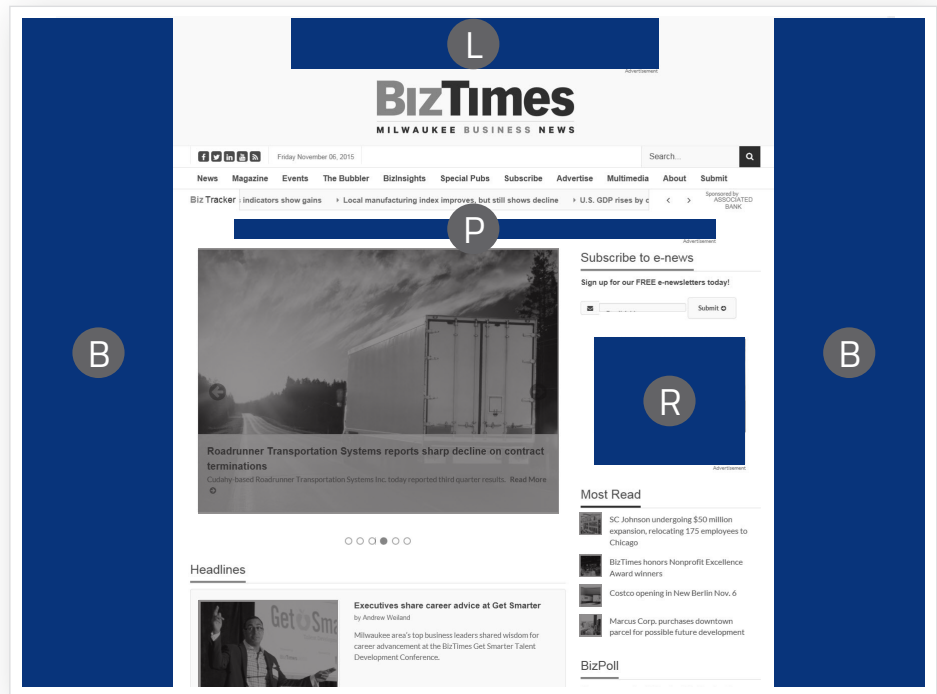 L
Advertisement
BIZTIMES
MILWAUKEE BUSINESS NEWS
Friday November 06, 2015
Search...
News Magazine Events The Bubbler BizInsights Special Pubs Subscribe Advertise Multimedia About Submit
Biz Tracker indicators show gains Local manufacturing index improves, but still shows decline U.S. GDP rises by
Sponsored by
ASSOCIATED
BANK
P
Advertisement
Subscribe to e-news
Sign up for our FREE e-newsletters today!
Submit
B
B
R
Roadrunner Transportation Systems reports sharp decline on contract
terminations
Cudahy-based Roadrunner Transportation Systems Inc. today reported third quarter results. Read More
Advertisement
Most Read
SC Johnson undergoing $50 million
expansion, relocating 175 employees to
Chicago
BizTimes honors Nonprofit Excellence
Award winners
Costco opening in New Berlin Nov. 6
Marcus Corp. purchases downtown
parcel for possible future development
Headlines
Get Sma
Executives share career advice at Get Smarter
by Andrew Weiland
Milwaukee area's top business leaders shared wisdom for
career advancement at the BizTimes Get Smarter Talent
Development Conference.
BizPoll